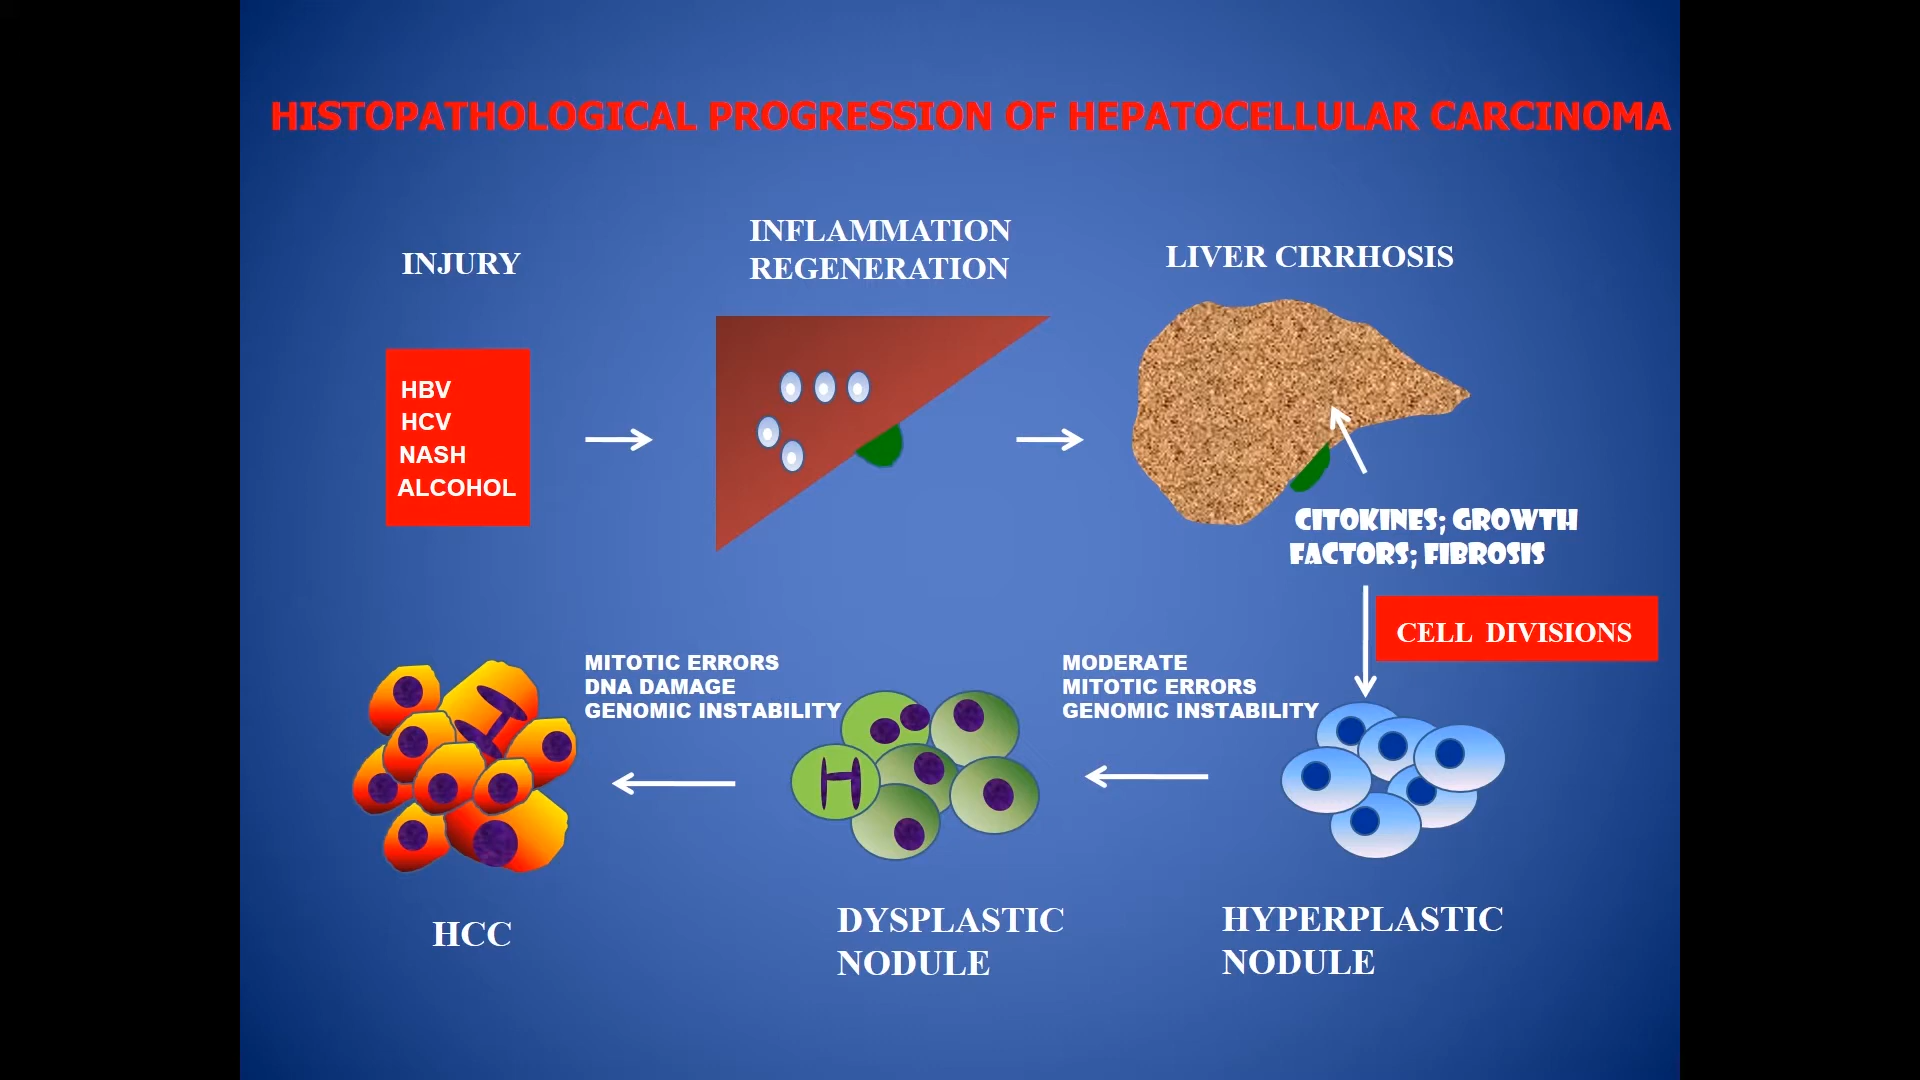 HISTOPATHOLOGICAL PROGRESSION OF HEPATOCELLULAR CARCINOMA
INJURY
INFLAMMATION
REGENERATION
LIVER CIRRHOSIS
HBV
HCV
NASH
ALCOHOL
CITOKINES; GROWTH
FACTORS; FIBROSIS
CELL DIVISIONS
MITOTIC ERRORS
DNA DAMAGE
GENOMIC INSTABILITY
MODERATE
MITOTIC ERRORS
GENOMIC INSTABILITY
HCC
DYSPLASTIC
NODULE
HYPERPLASTIC
NODULE